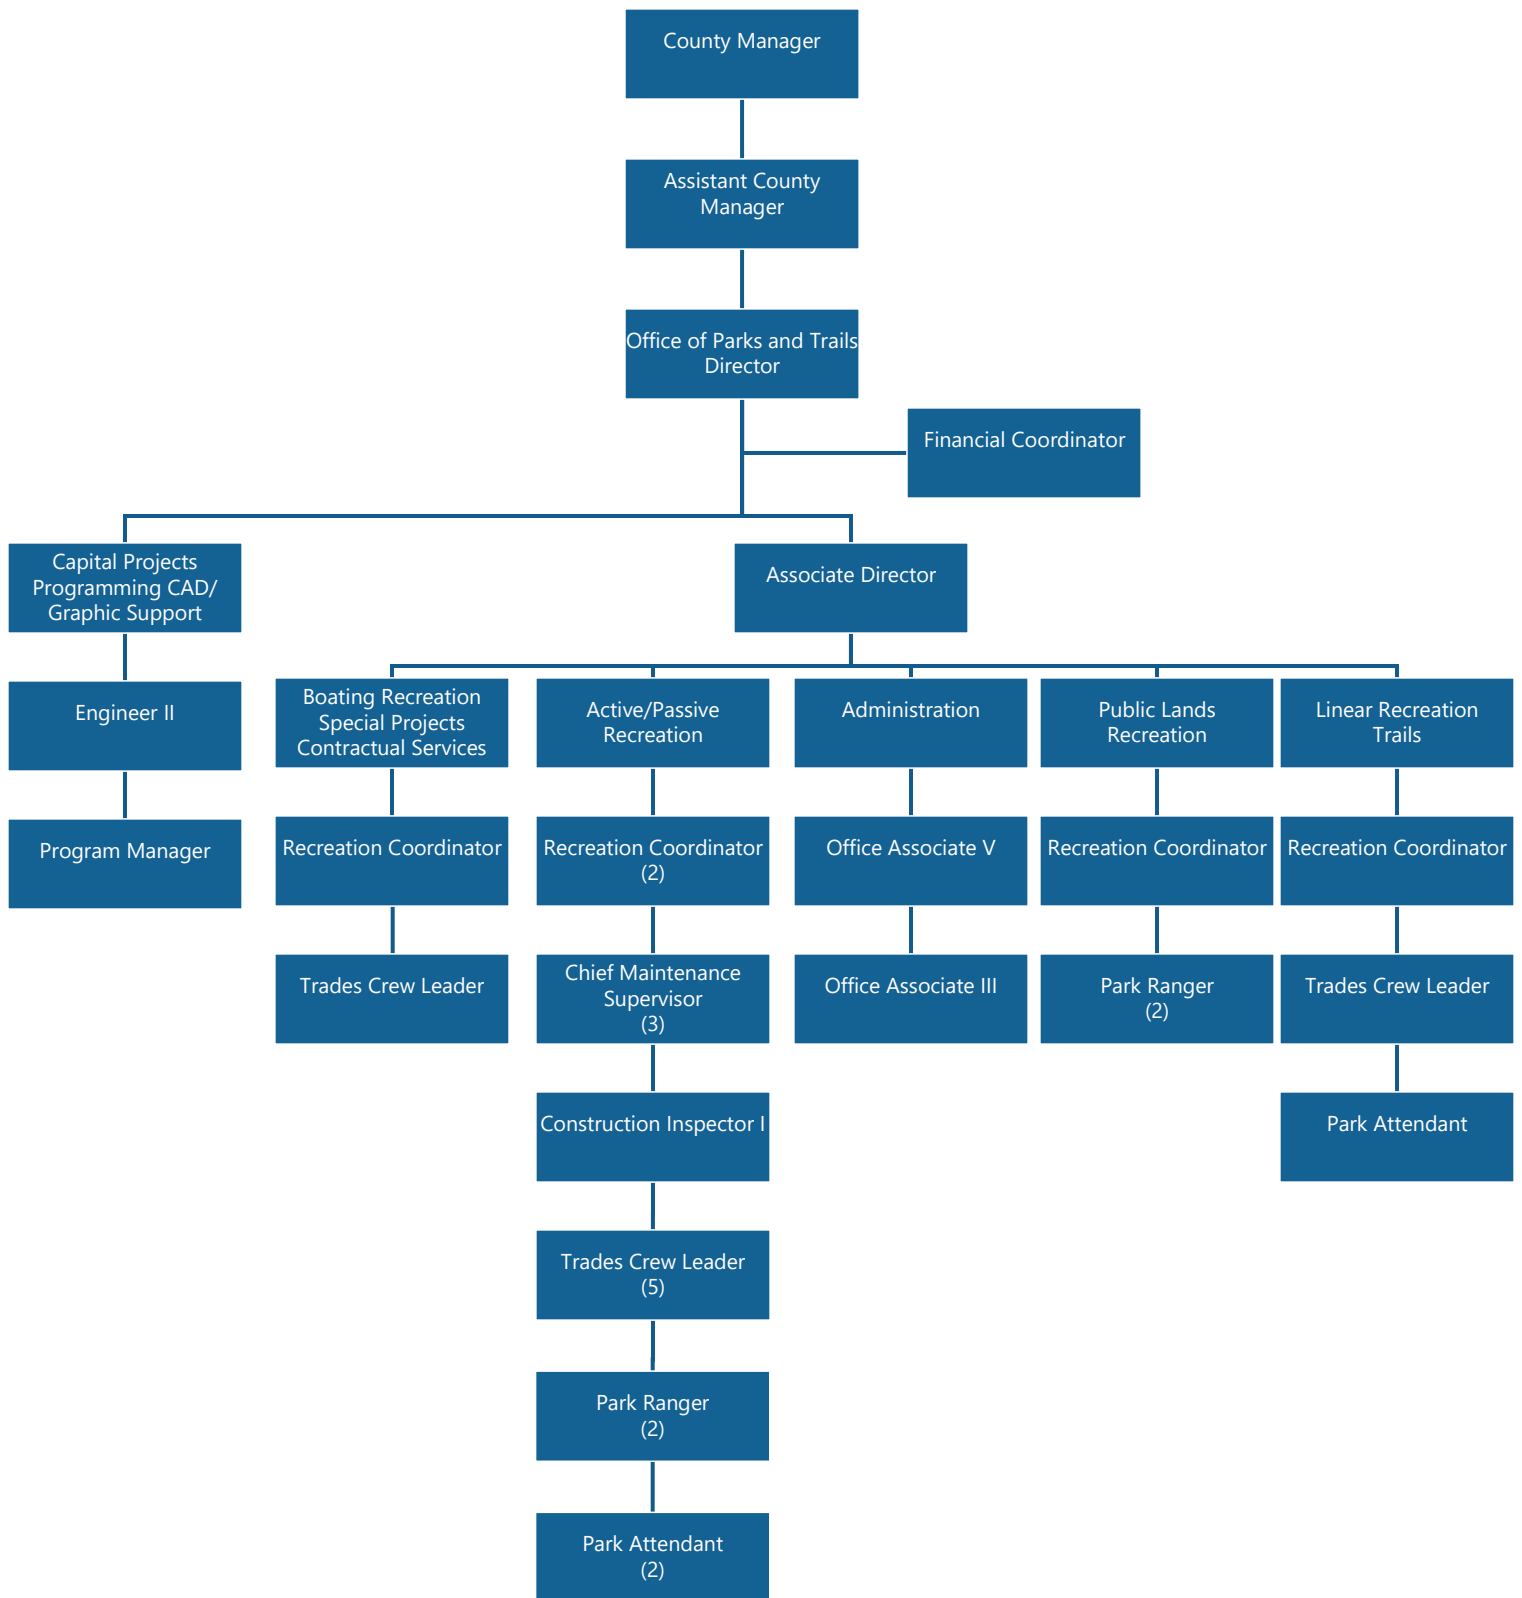 County Manager
Assistant County
Manager
Office of Parks and Trails
Director
Financial Coordinator
Capital Projects
Programming CAD/
Graphic Support
Associate Director
Engineer II
Program Manager
Boating Recreation
Special Projects
Contractual Services
Recreation Coordinator
Trades Crew Leader
Active/Passive
Recreation
Recreation Coordinator
(2)
Chief Maintenance
Supervisor
(3)
Construction Inspector I
Trades Crew Leader
(5)
Park Ranger
(2)
Park Attendant
(2)
Administration
Office Associate V
Office Associate III
Public Lands
Recreation
Recreation Coordinator
Park Ranger
(2)
Linear Recreation
Trails
Recreation Coordinator
Trades Crew Leader
Park Attendant